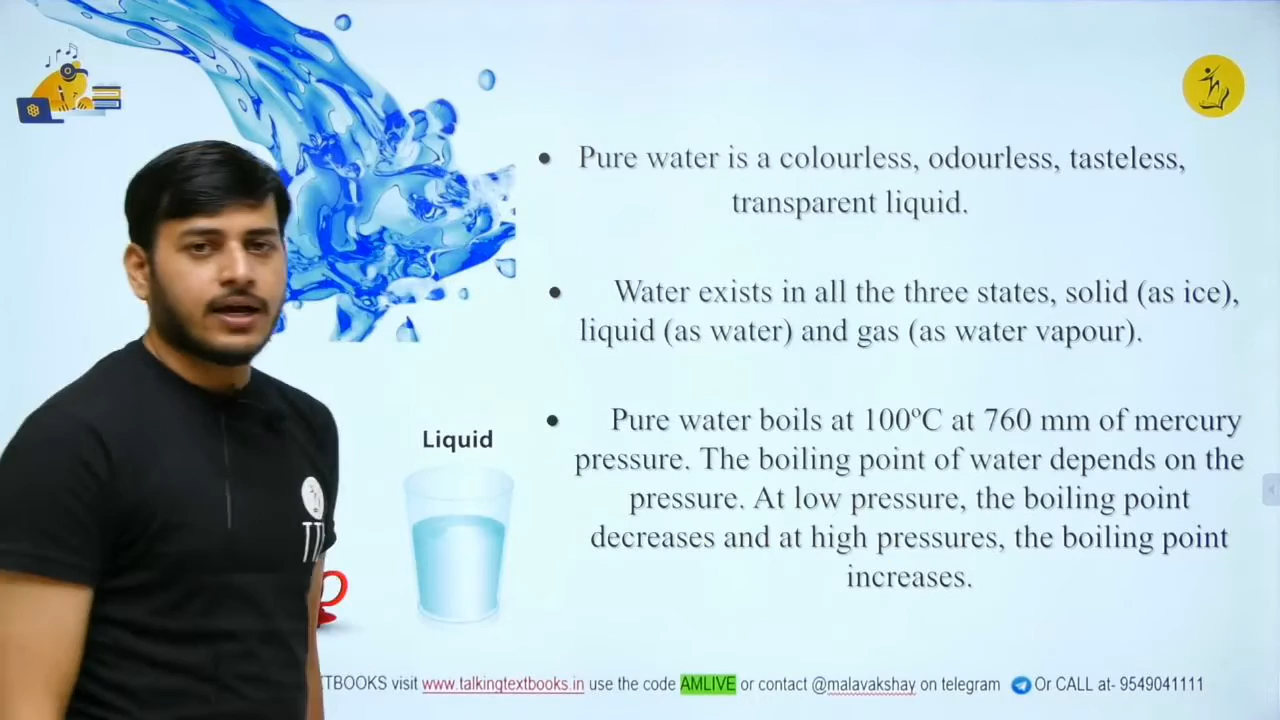 • Pure water is a colourless, odourless, tasteless,
transparent liquid.
• Water exists in all the three states, solid (as ice),
liquid (as water) and gas (as water vapour).
• Pure water boils at 100ºC at 760 mm of mercury
pressure. The boiling point of water depends on the
pressure. At low pressure, the boiling point
decreases and at high pressures, the boiling point
increases.
Liquid
TBOOKS visit www.talkingtextbooks.in use the code AMLIVE or contact @malavakshay on telegram Or CALL at- 9549041111